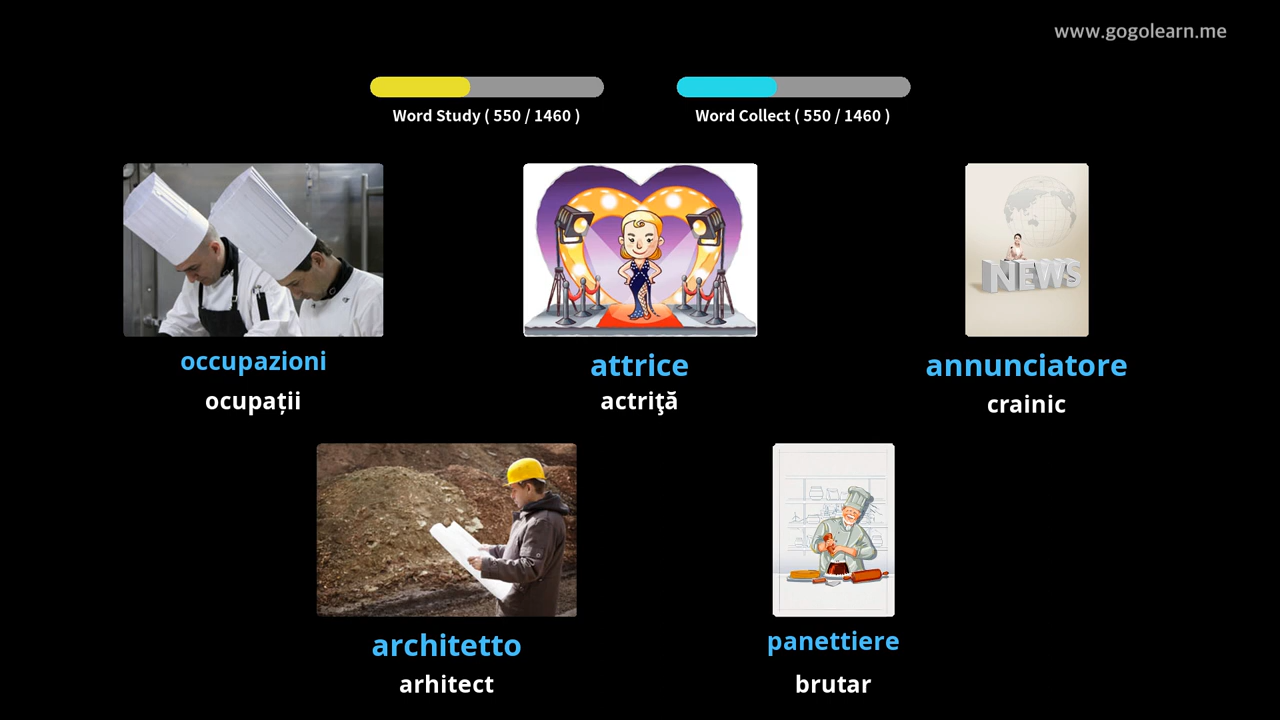 www.gogolearn.me
Word Study ( 550 / 1460 )
Word Collect ( 550 / 1460 )
NEWS
occupazioni
ocupații
attrice
actriţă
annunciatore
crainic
architetto
arhitect
panettiere
brutar